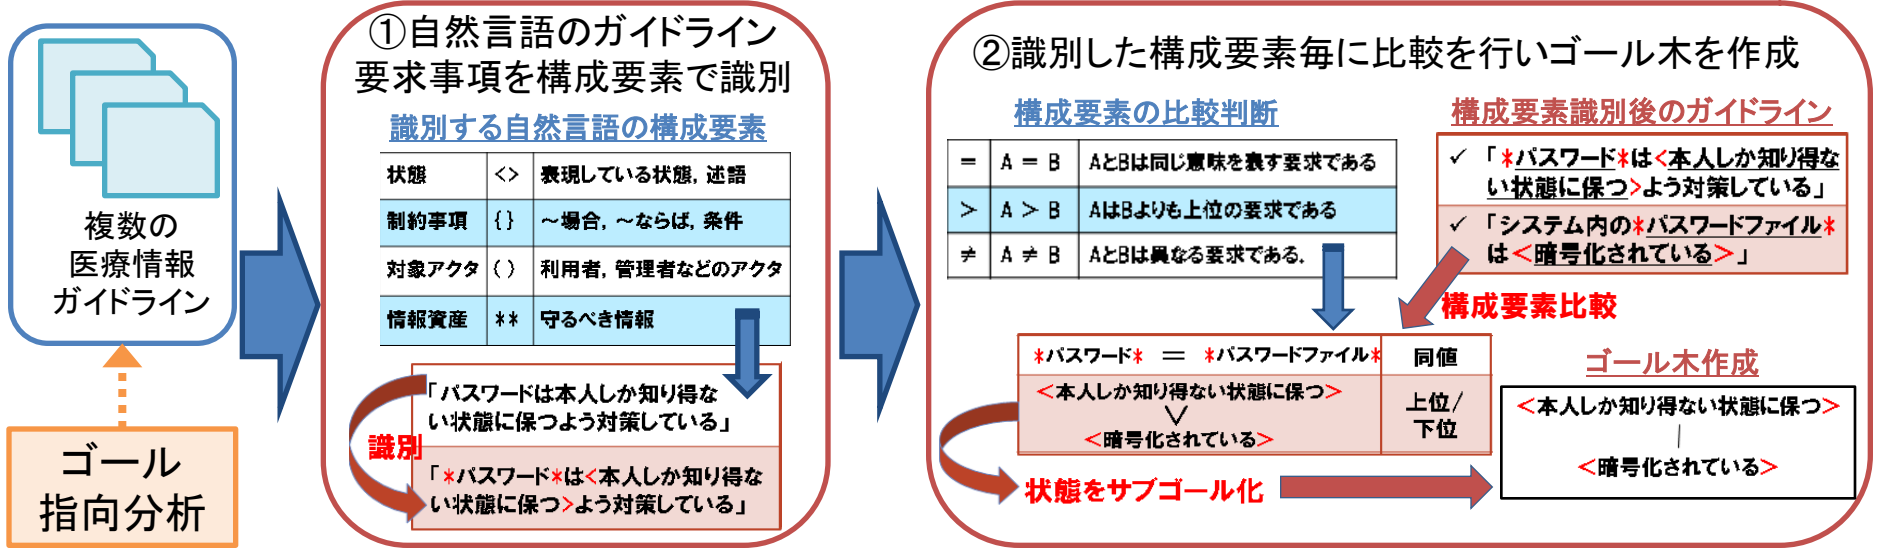 複数の
医療情報
ガイドライン
ゴール
指向分析
①自然言語のガイドライン
要求事項を構成要素で識別
識別する自然言語の構成要素
状態 <> 表現している状態, 述語
制約事項 {} ～場合, ～ならば, 条件
対象アクタ () 利用者, 管理者などのアクタ
情報資産 ** 守るべき情報
「パスワードは本人しか知り得な
い状態に保つよう対策している」
識別
「*パスワード*は<本人しか知り得な
い状態に保つ>よう対策している」
②識別した構成要素毎に比較を行いゴール木を作成
構成要素の比較判断
= A = B AとBは同じ意味を表す要求である
> A > B AはBよりも上位の要求である
≠ A ≠ B AとBは異なる要求である.
構成要素識別後のガイドライン
✓ 「*パスワード*は<本人しか知り得な
い状態に保つ>よう対策している」
✓ 「システム内の*パスワードファイル*
は<暗号化されている>」
構成要素比較
*パスワード* = *パスワードファイル* 同値
<本人しか知り得ない状態に保つ>
∨
<暗号化されている>
上位/
下位
状態をサブゴール化
ゴール木作成
<本人しか知り得ない状態に保つ>
<暗号化されている>